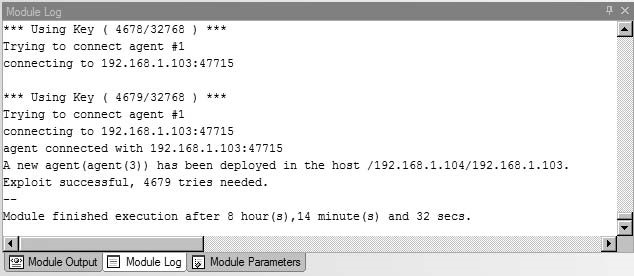 Module Log
*** Using Key ( 4678/32768 ) ***
Trying to connect agent #1
connecting to 192.168.1.103:47715
*** Using Key ( 4679/32768 ) ***
Trying to connect agent #1
connecting to 192.168.1.103:47715
agent connected with 192.168.1.103:47715
A new agent(agent(3)) has been deployed in the host /192.168.1.104/192.168.1.103.
Exploit successful, 4679 tries needed.
--
Module finished execution after 8 hour(s),14 minute(s) and 32 secs.
Module Output Module Log Module Parameters